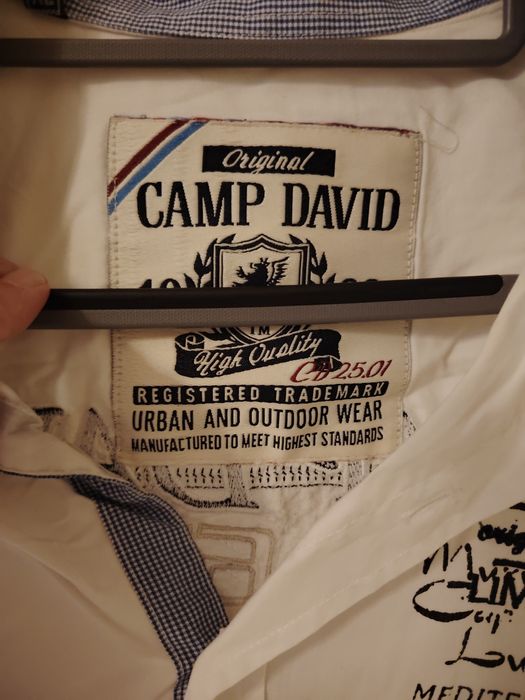 Original
CAMP DAVID
TM
High Quality
CD 25.01
REGISTERED TRADEMARK
URBAN AND OUTDOOR WEAR
MANUFACTURED TO MEET HIGHEST STANDARDS